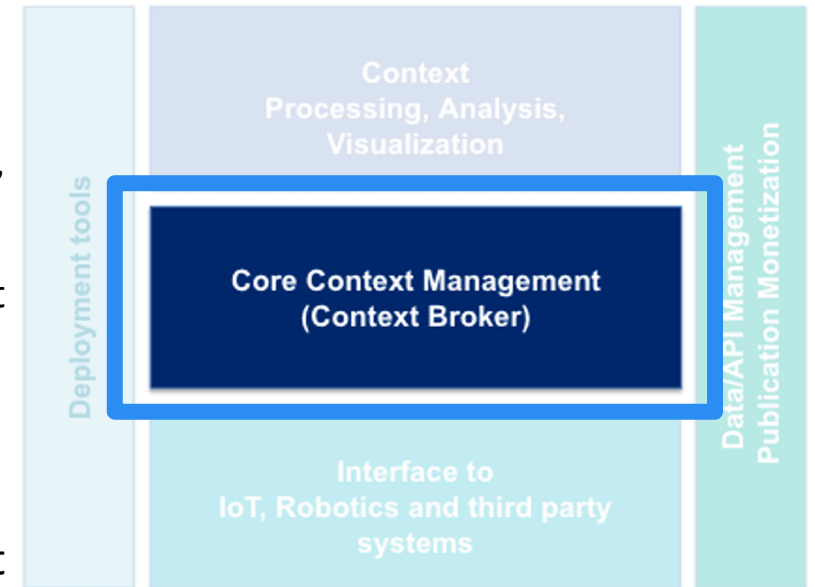 Context
Processing, Analysis,
Visualization
Deployment tools
Core Context Management
(Context Broker)
Data/API Management
Publication Monetization
Interface to
IoT, Robotics and third party
systems